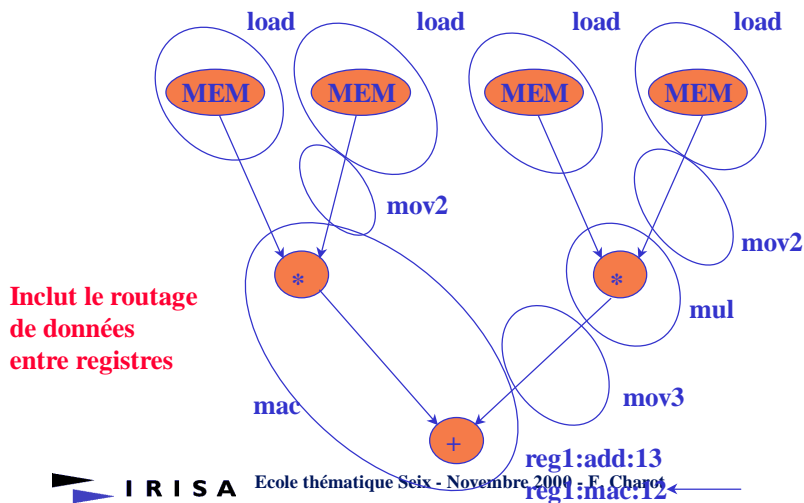 load load load load
MEM MEM MEM MEM
mov2
mov2
* *
Inclut le routage
de données
entre registres
mul
mac
mov3
+
reg1:add:13
IRISA Ecole thématique Seix - Novembre 2000 - F. Charot
reg1:mac:12